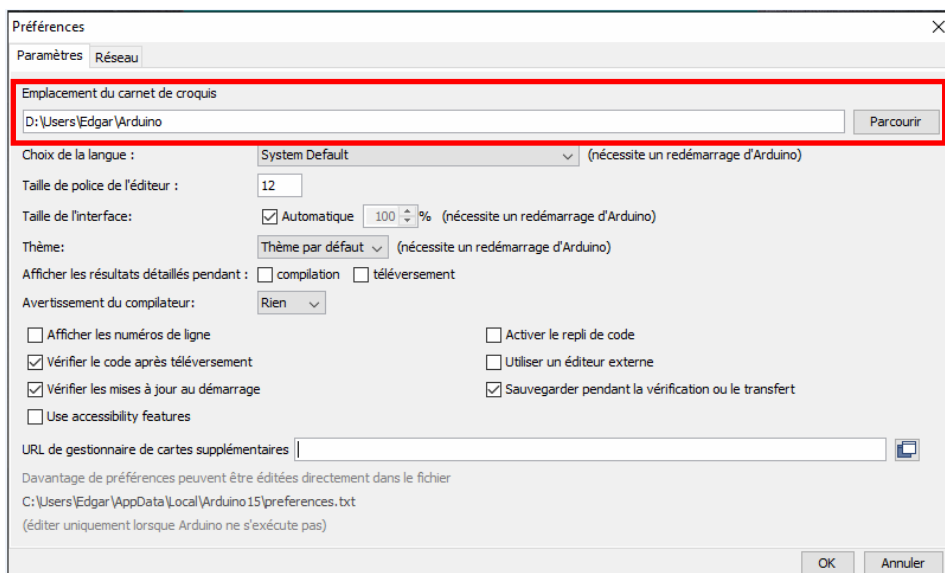 Préférences
Paramètres Réseau
Emplacement du carnet de croquis
D:\Users\Edgar\Arduino Parcourir
Choix de la langue : System Default (nécessite un redémarrage d'Arduino)
Taille de police de l'éditeur : 12
Taille de l'interface: Automatique 100 % (nécessite un redémarrage d'Arduino)
Thème: Thème par défaut (nécessite un redémarrage d'Arduino)
Afficher les résultats détaillés pendant : compilation téléversement
Avertissement du compilateur: Rien
Afficher les numéros de ligne Activer le repli de code
Vérifier le code après téléversement Utiliser un éditeur externe
Vérifier les mises à jour au démarrage Sauvegarder pendant la vérification ou le transfert
Use accessibility features
URL de gestionnaire de cartes supplémentaires
Davantage de préférences peuvent être éditées directement dans le fichier
C:\Users\Edgar\AppData\Local\Arduino15\preferences.txt
(éditer uniquement lorsque Arduino ne s'exécute pas)
OK Annuler